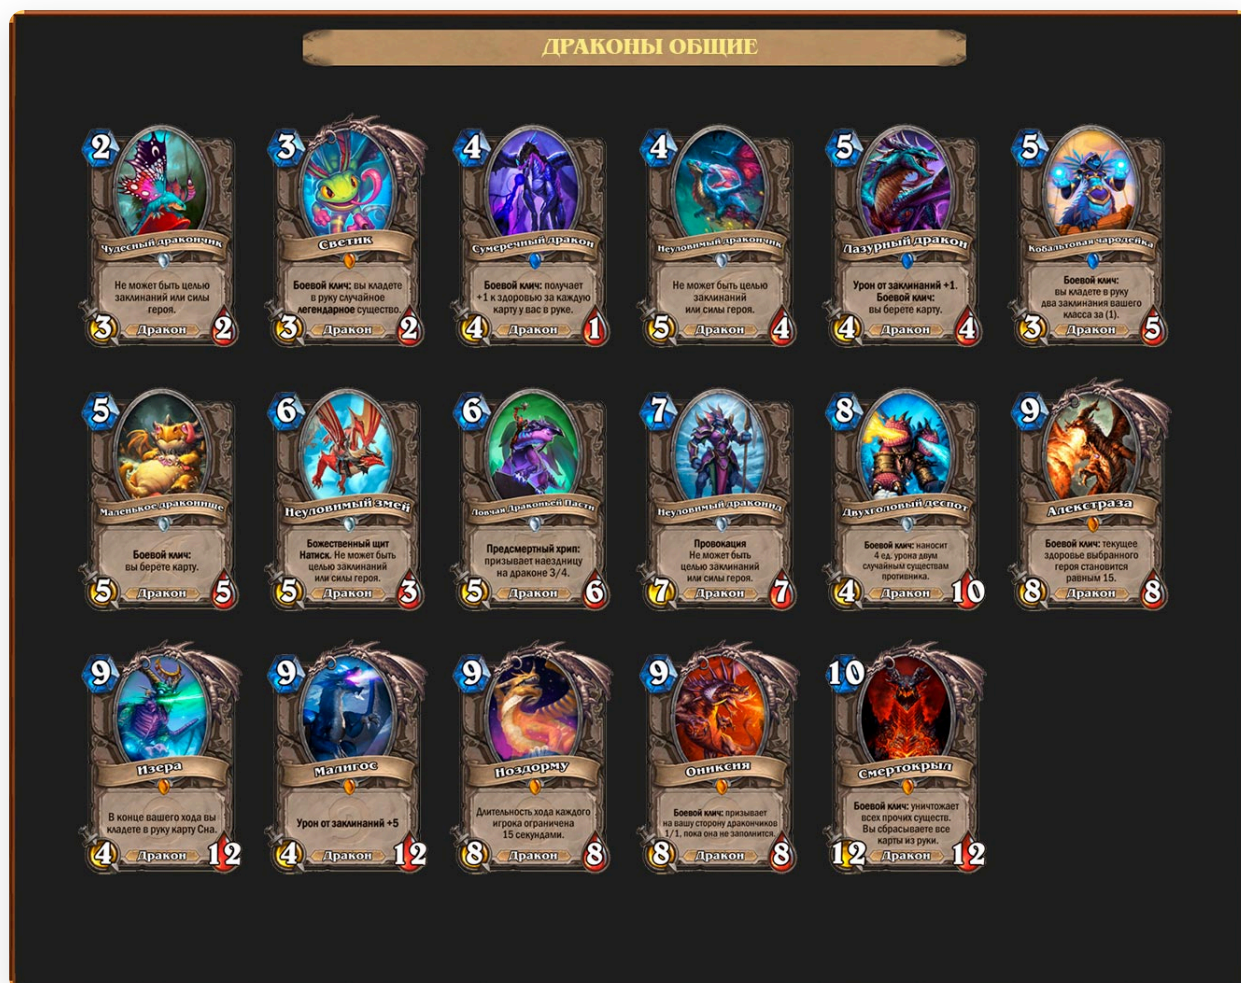 ДРАКОНЫ ОБЩИЕ
2
Чудесный дракончик
Не может быть целью
заклинаний или силы
героя.
3
Дракон
2
3
Светик
Боевой клич: вы кладете
в руку случайное
легендарное существо.
3
Дракон
2
4
Сумеречный дракон
Боевой клич: получает
+1 к здоровью за каждую
карту у вас в руке.
4
Дракон
1
4
Неуловимый дракончик
Не может быть целью
заклинаний
или силы героя.
5
Дракон
4
5
Лазурный дракон
Урон от заклинаний +1.
Боевой клич:
вы берете карту.
4
Дракон
4
5
Кобальтовая чародейка
Боевой клич:
вы кладете в руку
два заклинания вашего
класса за (1).
3
Дракон
5
5
Маленькое драконище
Боевой клич:
вы берете карту.
5
Дракон
5
6
Неуловимый змей
Божественный щит
Натиск. Не может быть
целью заклинаний
или силы героя.
5
Дракон
3
6
Ловчая Драконьей Пасти
Предсмертный хрип:
призывает наездницу
на драконе 3/4.
5
Дракон
6
7
Неуловимый драконид
Провокация
Не может быть
целью заклинаний
или силы героя.
7
Дракон
7
8
Двухголовый деспот
Боевой клич: наносит
4 ед. урона двум
случайным существам
противника.
4
Дракон
10
9
Алекстраза
Боевой клич: текущее
здоровье выбранного
героя становится
равным 15.
8
Дракон
8
9
Изера
В конце вашего хода вы
кладете в руку карту Сна.
4
Дракон
12
9
Малигос
Урон от заклинаний +5
4
Дракон
12
9
Ноздорму
Длительность хода каждого
игрока ограничена
15 секундами.
8
Дракон
8
9
Ониксия
Боевой клич: призывает
на вашу сторону дракончиков
1/1, пока она не заполнится.
8
Дракон
8
10
Смертокрыл
Боевой клич: уничтожает
всех прочих существ.
Вы сбрасываете все
карты из руки.
12
Дракон
12